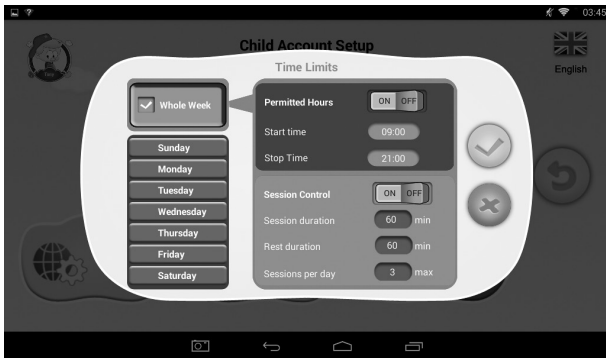 03:45
Child Account Setup
English
Time Limits
Whole Week
Sunday
Monday
Tuesday
Wednesday
Thursday
Friday
Saturday
Permitted Hours ON OFF
Start time 09:00
Stop Time 21:00
Session Control ON OFF
Session duration 60 min
Rest duration 60 min
Sessions per day 3 max